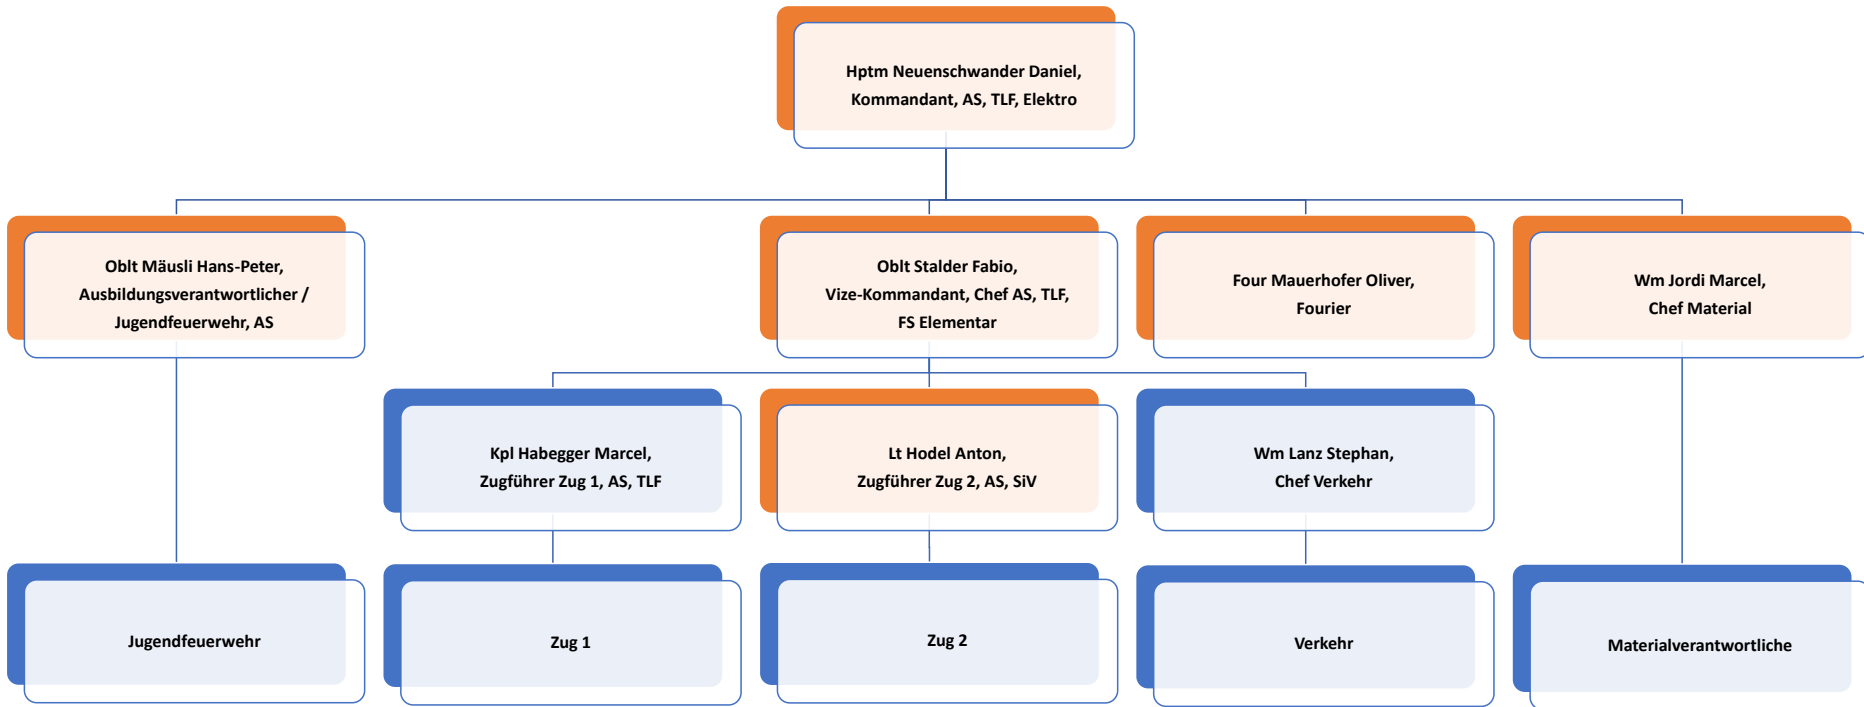 Hptm Neuenschwander Daniel,
Kommandant, AS, TLF, Elektro
Oblt Mäusli Hans-Peter,
Ausbildungsverantwortlicher /
Jugendfeuerwehr, AS
Oblt Stalder Fabio,
Vize-Kommandant, Chef AS, TLF,
FS Elementar
Four Mauerhofer Oliver,
Fourier
Wm Jordi Marcel,
Chef Material
Kpl Habegger Marcel,
Zugführer Zug 1, AS, TLF
Lt Hodel Anton,
Zugführer Zug 2, AS, SiV
Wm Lanz Stephan,
Chef Verkehr
Jugendfeuerwehr
Zug 1
Zug 2
Verkehr
Materialverantwortliche